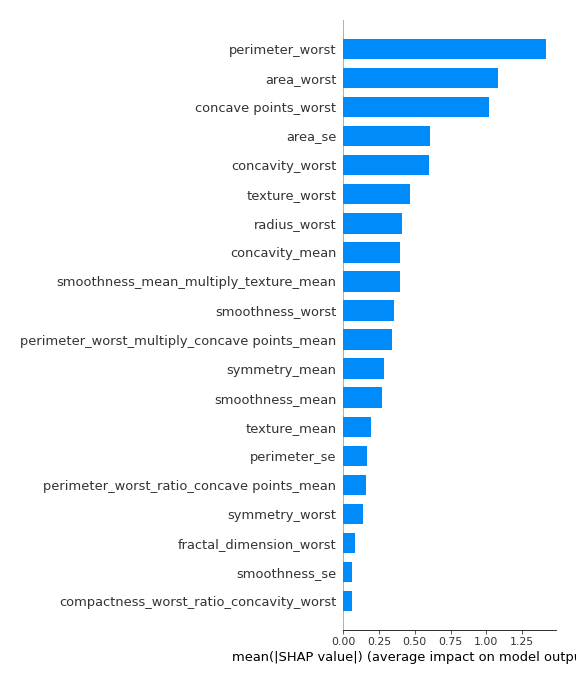 perimeter_worst
area_worst
concave points_worst
area_se
concavity_worst
texture_worst
radius_worst
concavity_mean
smoothness_mean_multiply_texture_mean
smoothness_worst
perimeter_worst_multiply_concave points_mean
symmetry_mean
smoothness_mean
texture_mean
perimeter_se
perimeter_worst_ratio_concave points_mean
symmetry_worst
fractal_dimension_worst
smoothness_se
compactness_worst_ratio_concavity_worst
0.00 0.25 0.50 0.75 1.00 1.25
mean(|SHAP value|) (average impact on model outpu